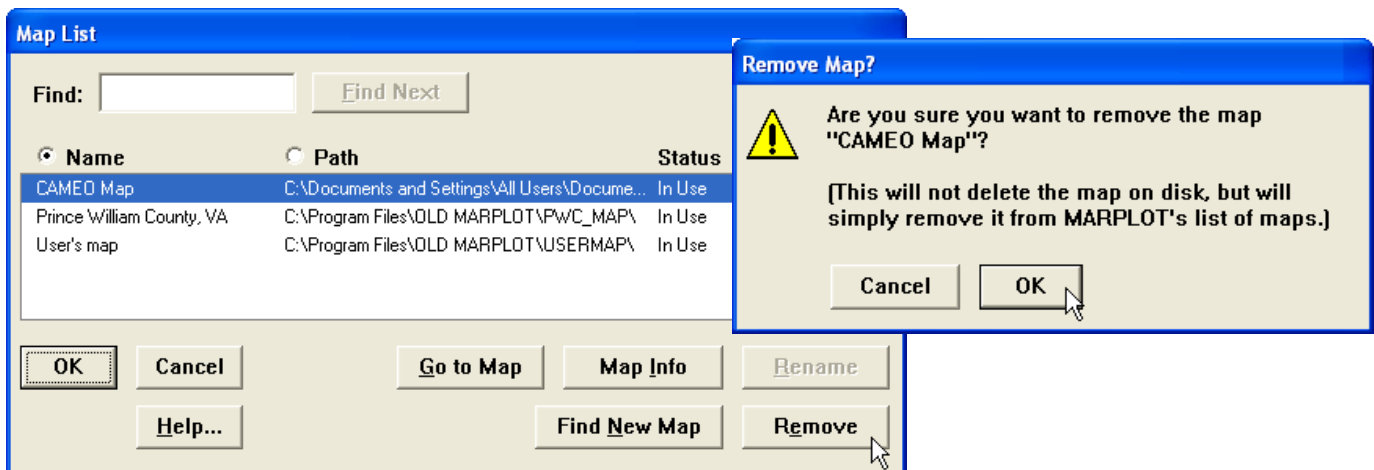 Map List
Find:
Find Next
Name Path Status
CAMEO Map C:\Documents and Settings\All Users\Docume... In Use
Prince William County, VA C:\Program Files\OLD MARPLOT\PWC_MAP\ In Use
User's map C:\Program Files\OLD MARPLOT\USERMAP\ In Use
OK Cancel Go to Map Map Info Rename
Help... Find New Map Remove
Remove Map?
Are you sure you want to remove the map
"CAMEO Map"?
(This will not delete the map on disk, but will
simply remove it from MARPLOT's list of maps.)
Cancel OK